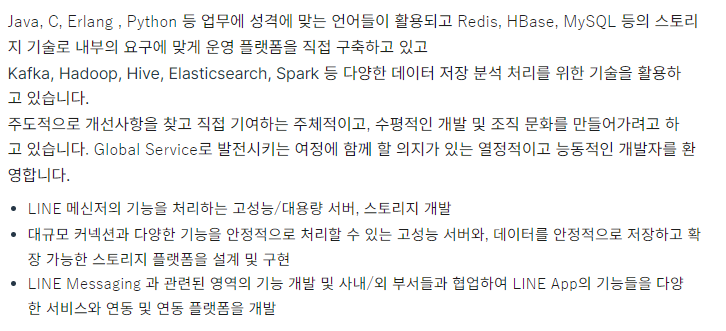 Java, C, Erlang , Python 등 업무에 성격에 맞는 언어들이 활용되고 Redis, HBase, MySQL 등의 스토리
지 기술로 내부의 요구에 맞게 운영 플랫폼을 직접 구축하고 있고
Kafka, Hadoop, Hive, Elasticsearch, Spark 등 다양한 데이터 저장 분석 처리를 위한 기술을 활용하
고 있습니다.
주도적으로 개선사항을 찾고 직접 기여하는 주체적이고, 수평적인 개발 및 조직 문화를 만들어가려고 하
고 있습니다. Global Service로 발전시키는 여정에 함께 할 의지가 있는 열정적이고 능동적인 개발자를 환
영합니다.
• LINE 메신저의 기능을 처리하는 고성능/대용량 서버, 스토리지 개발
• 대규모 커넥션과 다양한 기능을 안정적으로 처리할 수 있는 고성능 서버와, 데이터를 안정적으로 저장하고 확
장 가능한 스토리지 플랫폼을 설계 및 구현
• LINE Messaging 과 관련된 영역의 기능 개발 및 사내/외 부서들과 협업하여 LINE App의 기능들을 다양
한 서비스와 연동 및 연동 플랫폼을 개발